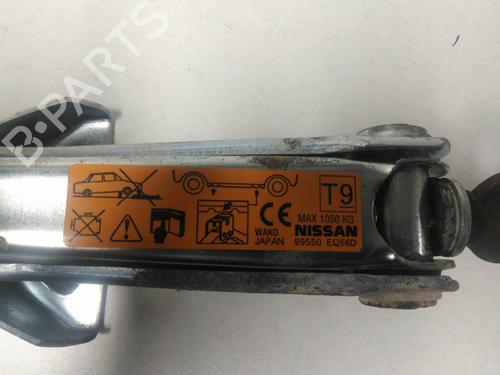 B-PARTS
T9
MAX 1050 KG
CE
WAKO
JAPAN
NISSAN
99550 EQ56D